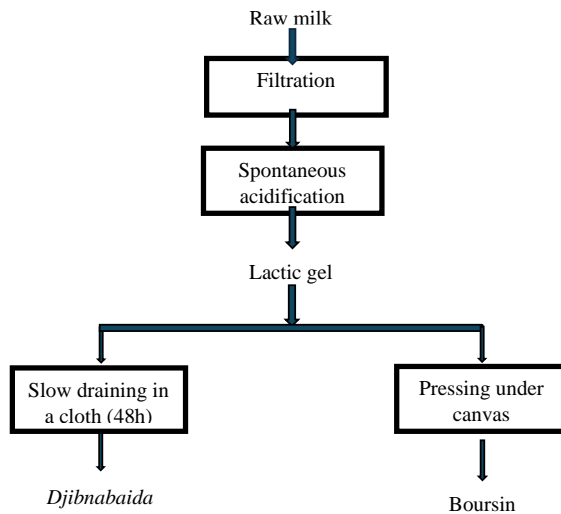 Raw milk
Filtration
Spontaneous
acidification
Lactic gel
Slow draining in
a cloth (48h)
Pressing under
canvas
Djibnabaida
Boursin